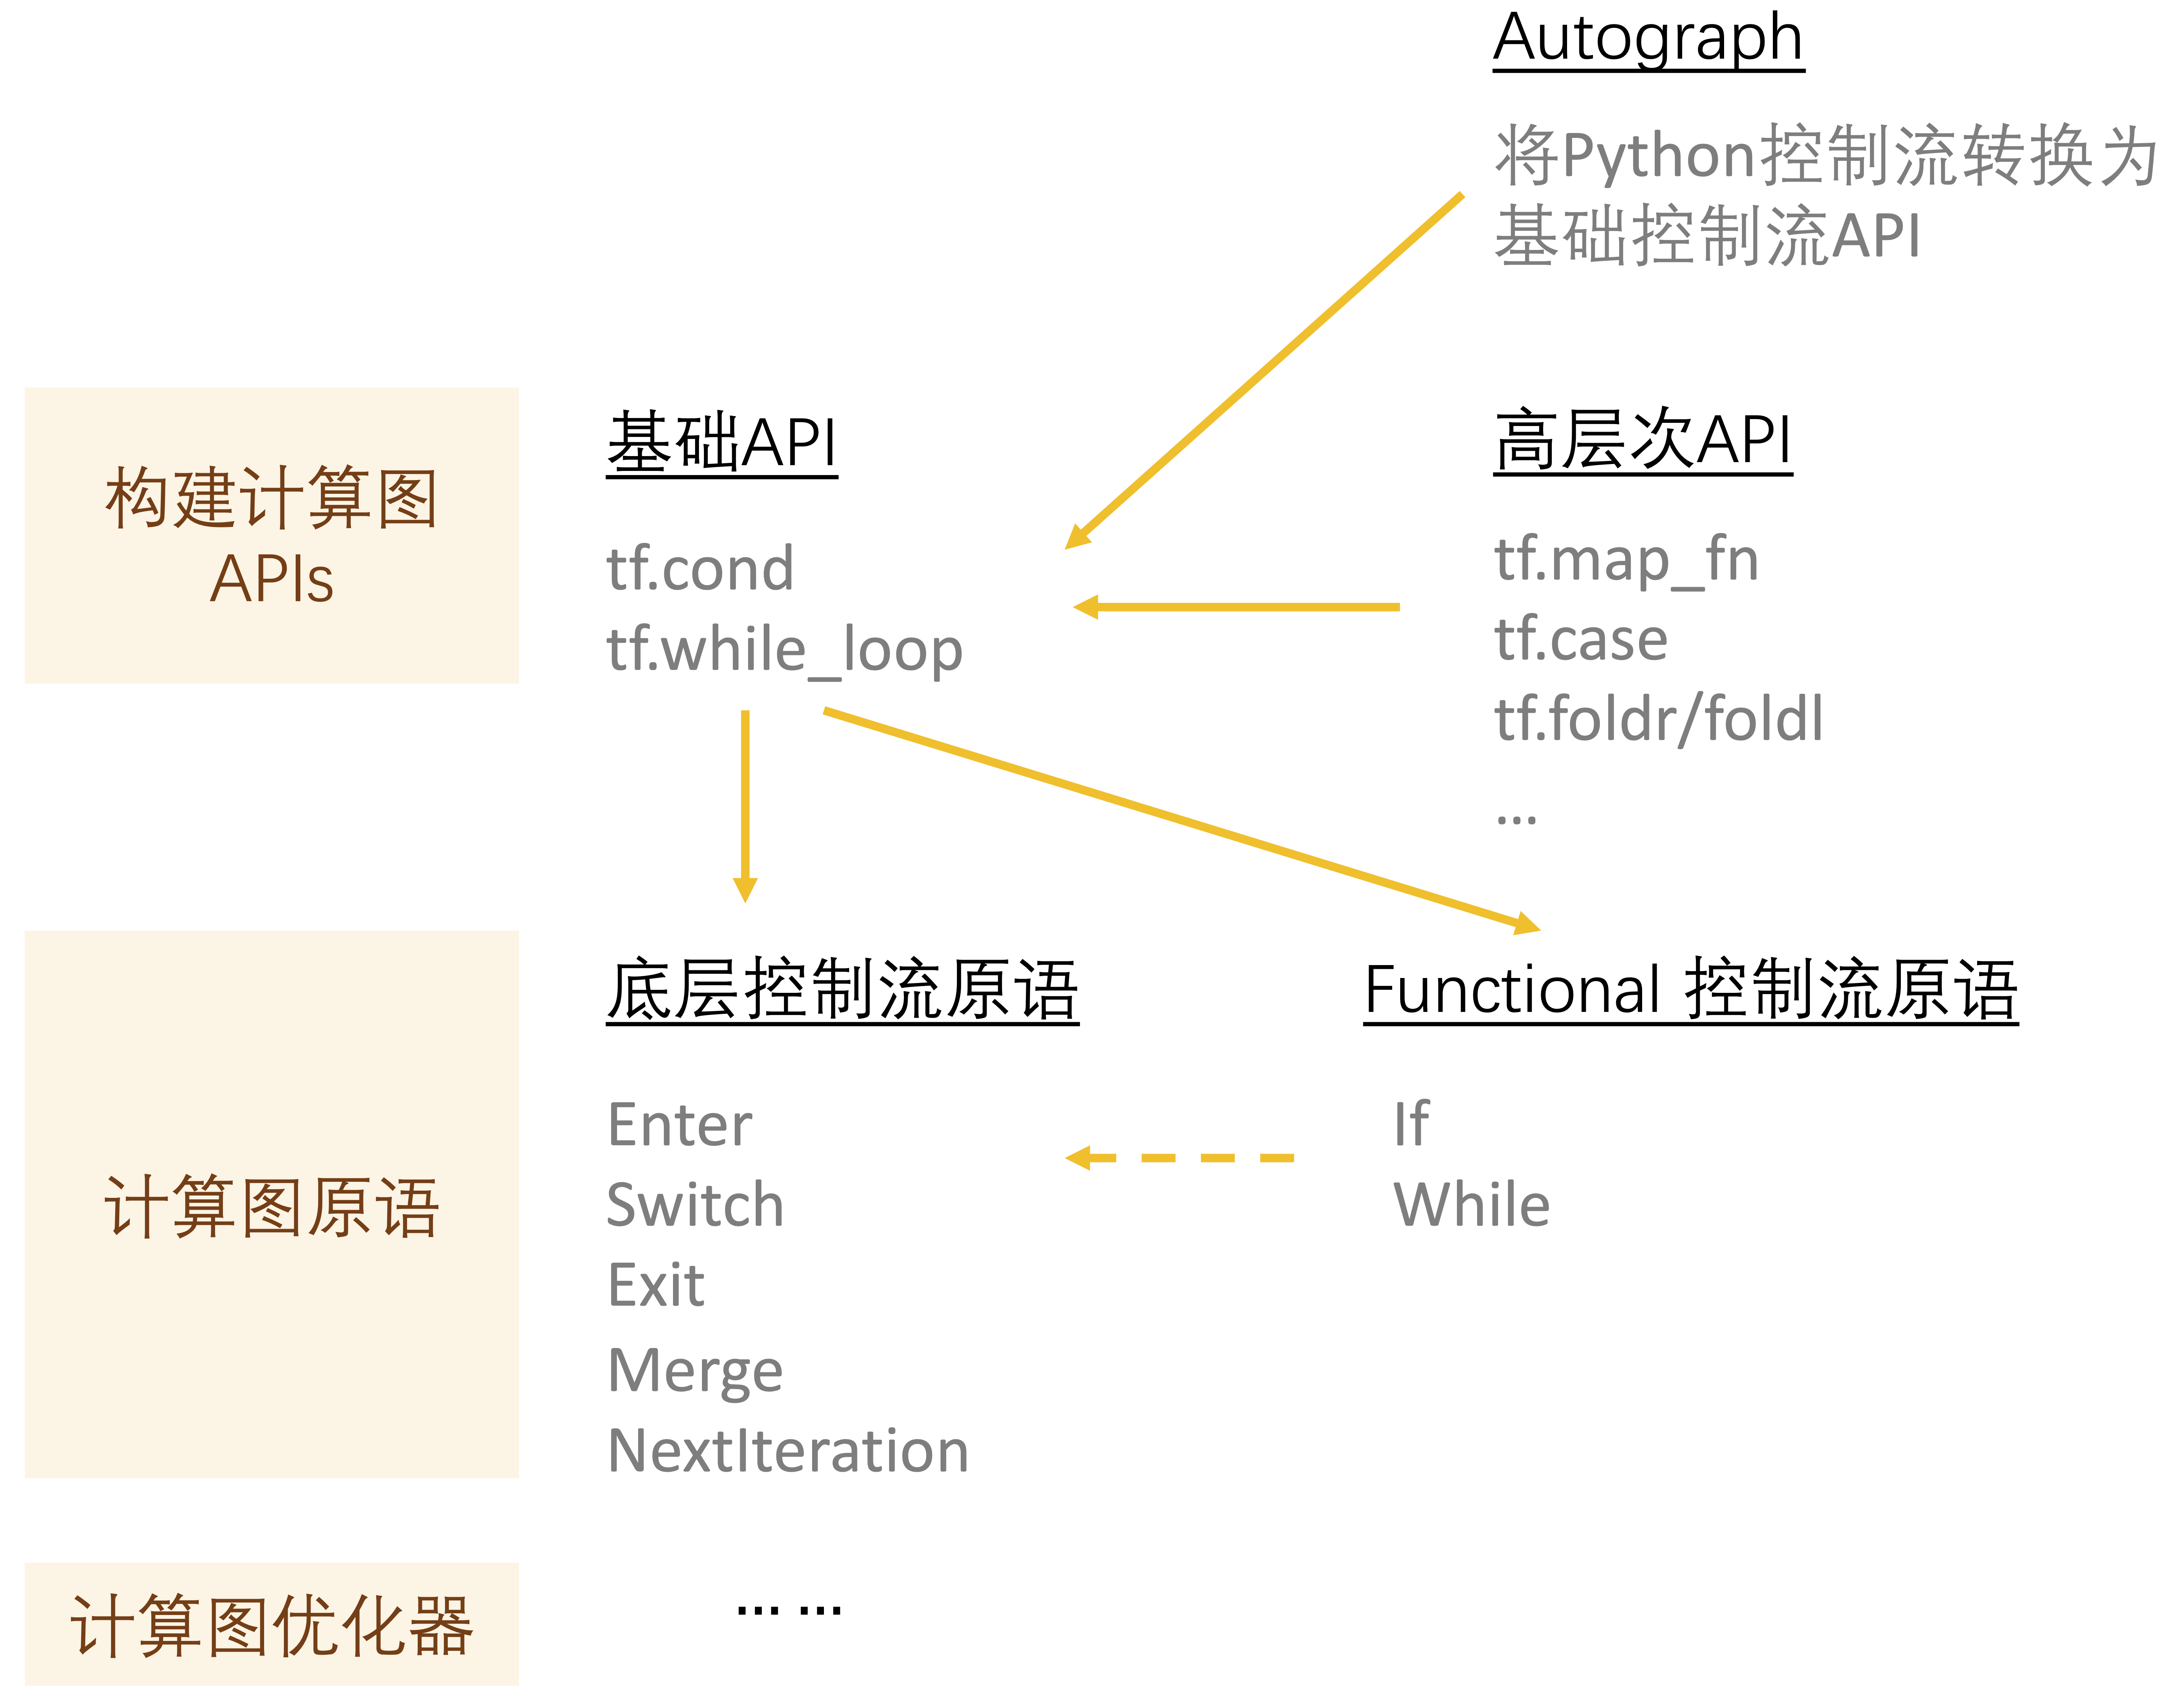 Autograph
将Python控制流转换为
基础控制流API
构建计算图
APIs
基础API
tf.cond
tf.while_loop
高层次API
tf.map_fn
tf.case
tf.foldr/foldl
...
计算图原语
底层控制流原语
Enter
Switch
Exit
Merge
NextIteration
Functional 控制流原语
If
While
计算图优化器
... ...